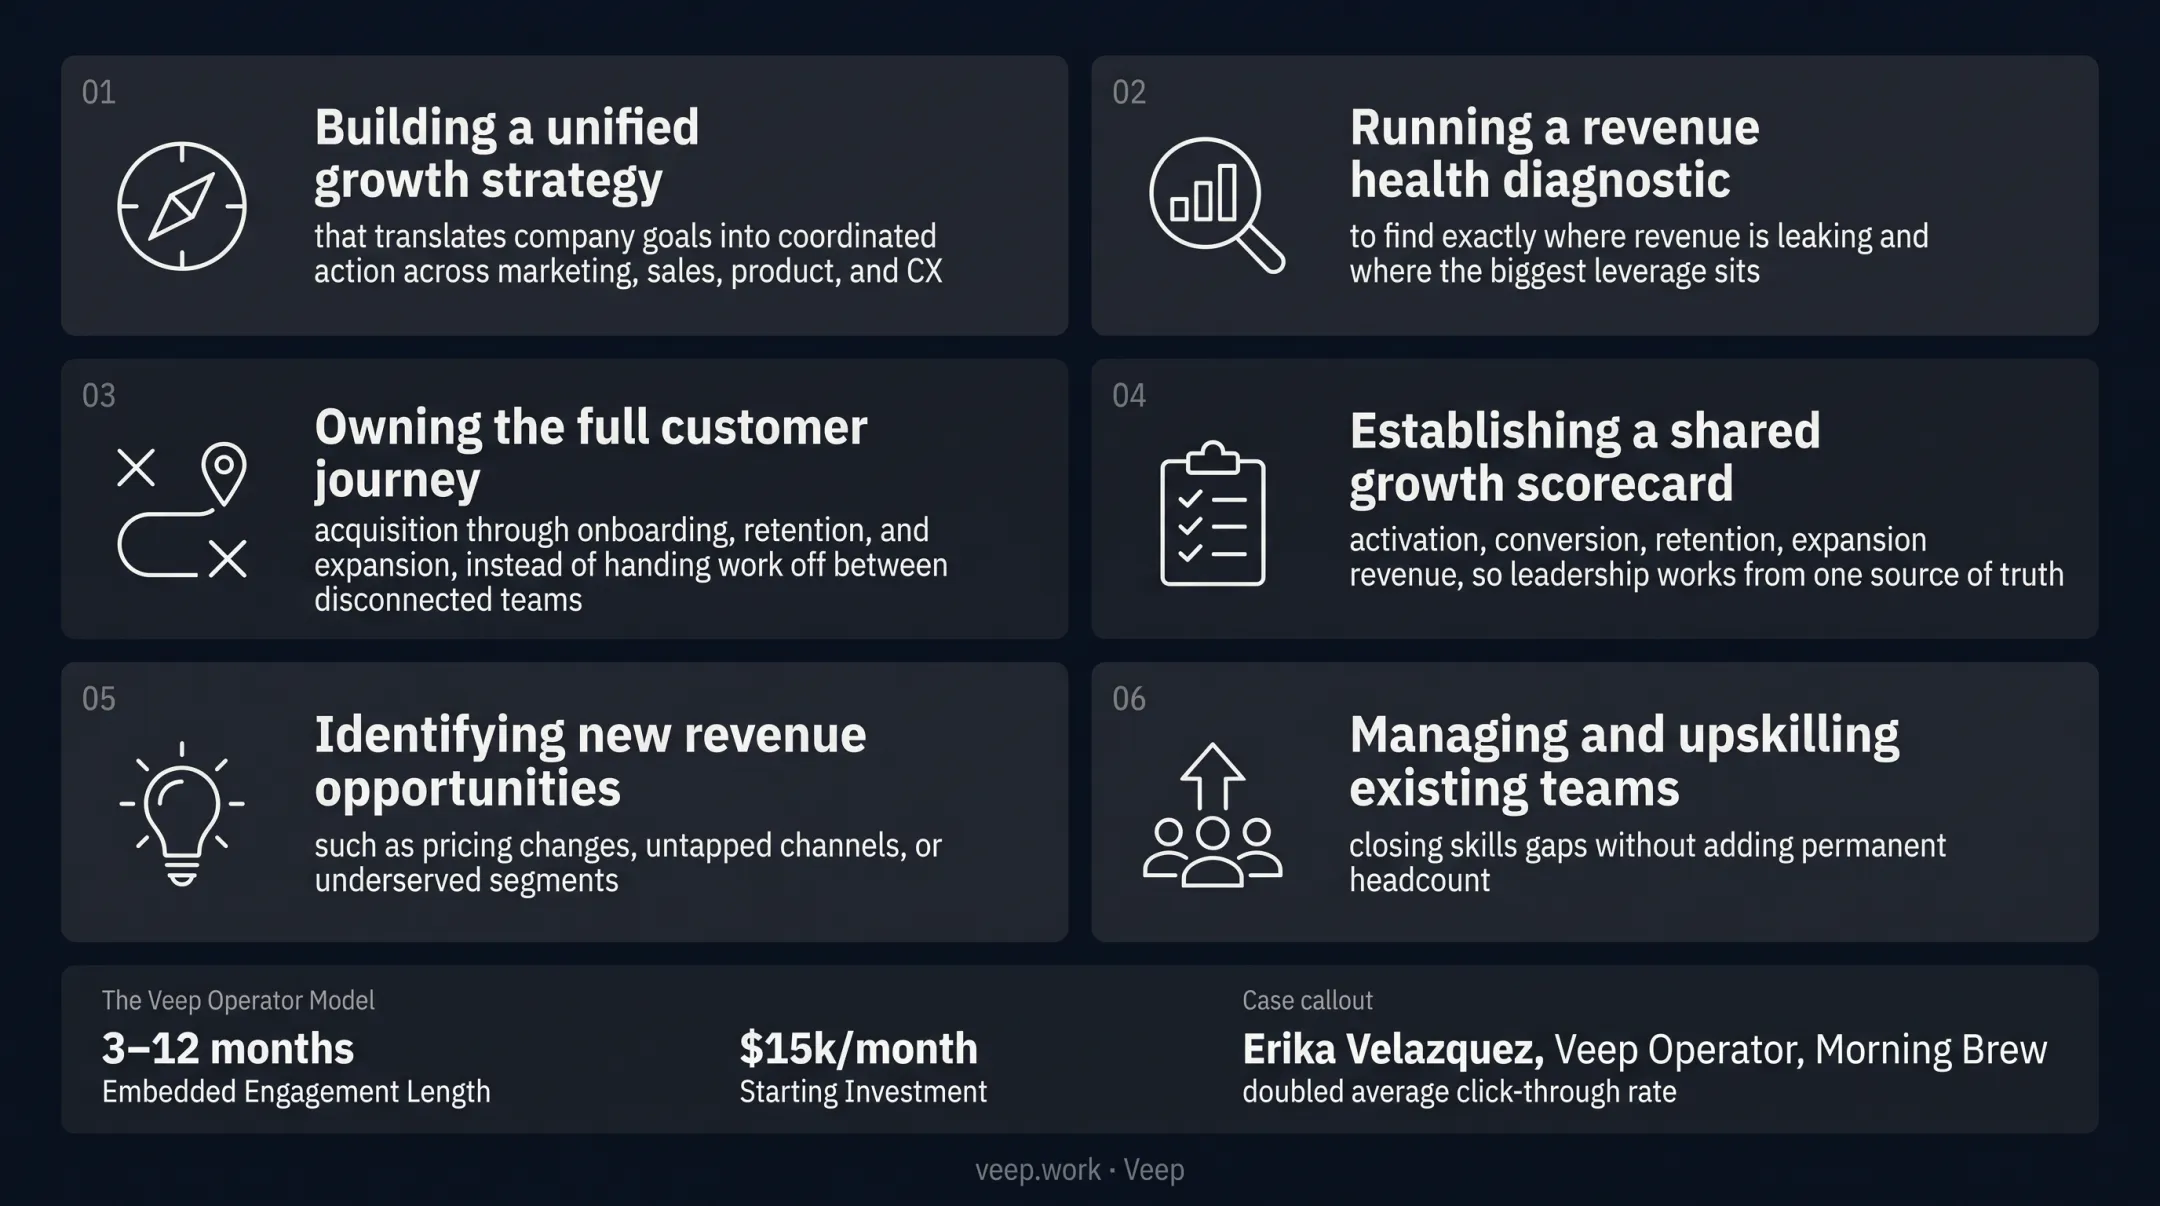 01
Building a unified
growth strategy
that translates company goals into coordinated
action across marketing, sales, product, and CX
02
Running a revenue
health diagnostic
to find exactly where revenue is leaking and
where the biggest leverage sits
03
Owning the full customer
journey
acquisition through onboarding, retention, and
expansion, instead of handing work off between
disconnected teams
04
Establishing a shared
growth scorecard
activation, conversion, retention, expansion
revenue, so leadership works from one source of truth
05
Identifying new revenue
opportunities
such as pricing changes, untapped channels, or
underserved segments
06
Managing and upskilling
existing teams
closing skills gaps without adding permanent
headcount
The Veep Operator Model
3–12 months
Embedded Engagement Length
$15k/month
Starting Investment
Case callout
Erika Velazquez, Veep Operator, Morning Brew
doubled average click-through rate
veep.work · Veep